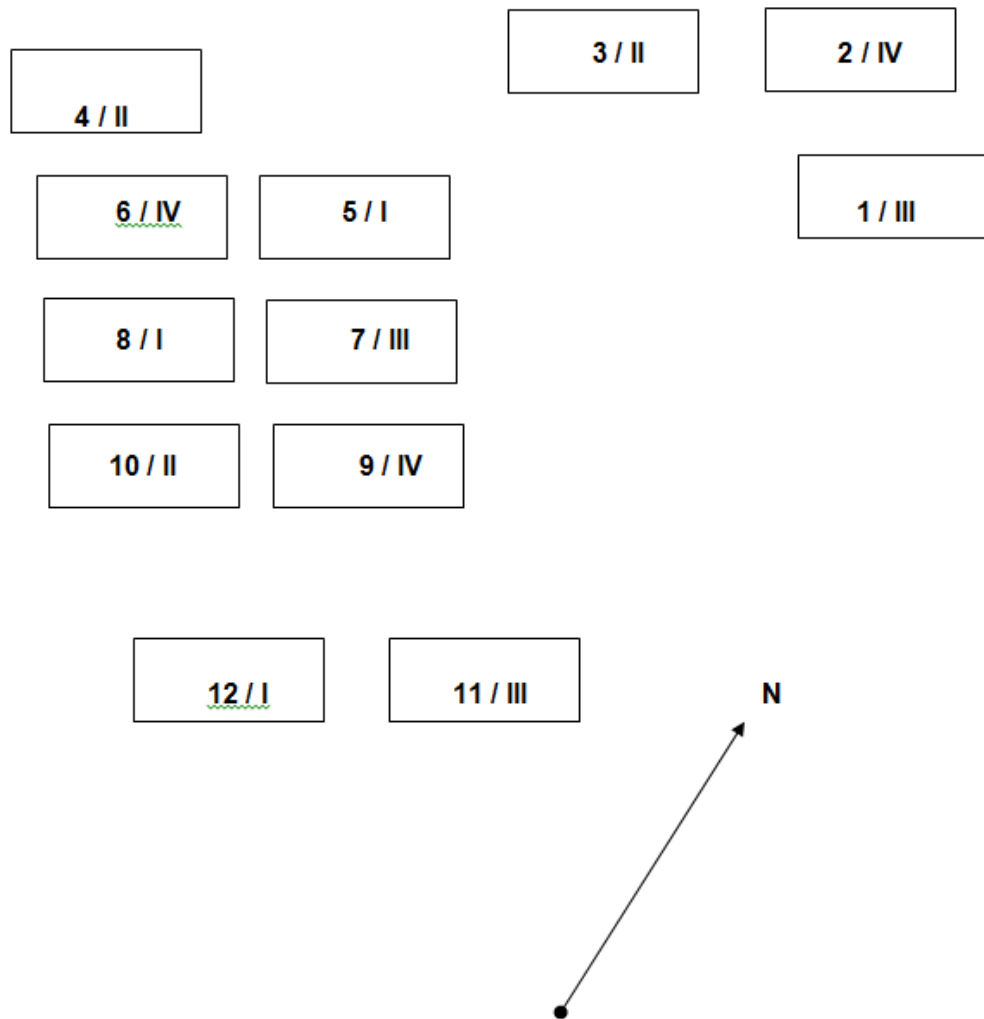 3 / II
2 / IV
4 / II
6 / IV
5 / I
1 / III
8 / I
7 / III
10 / II
9 / IV
12 / I
11 / III
N